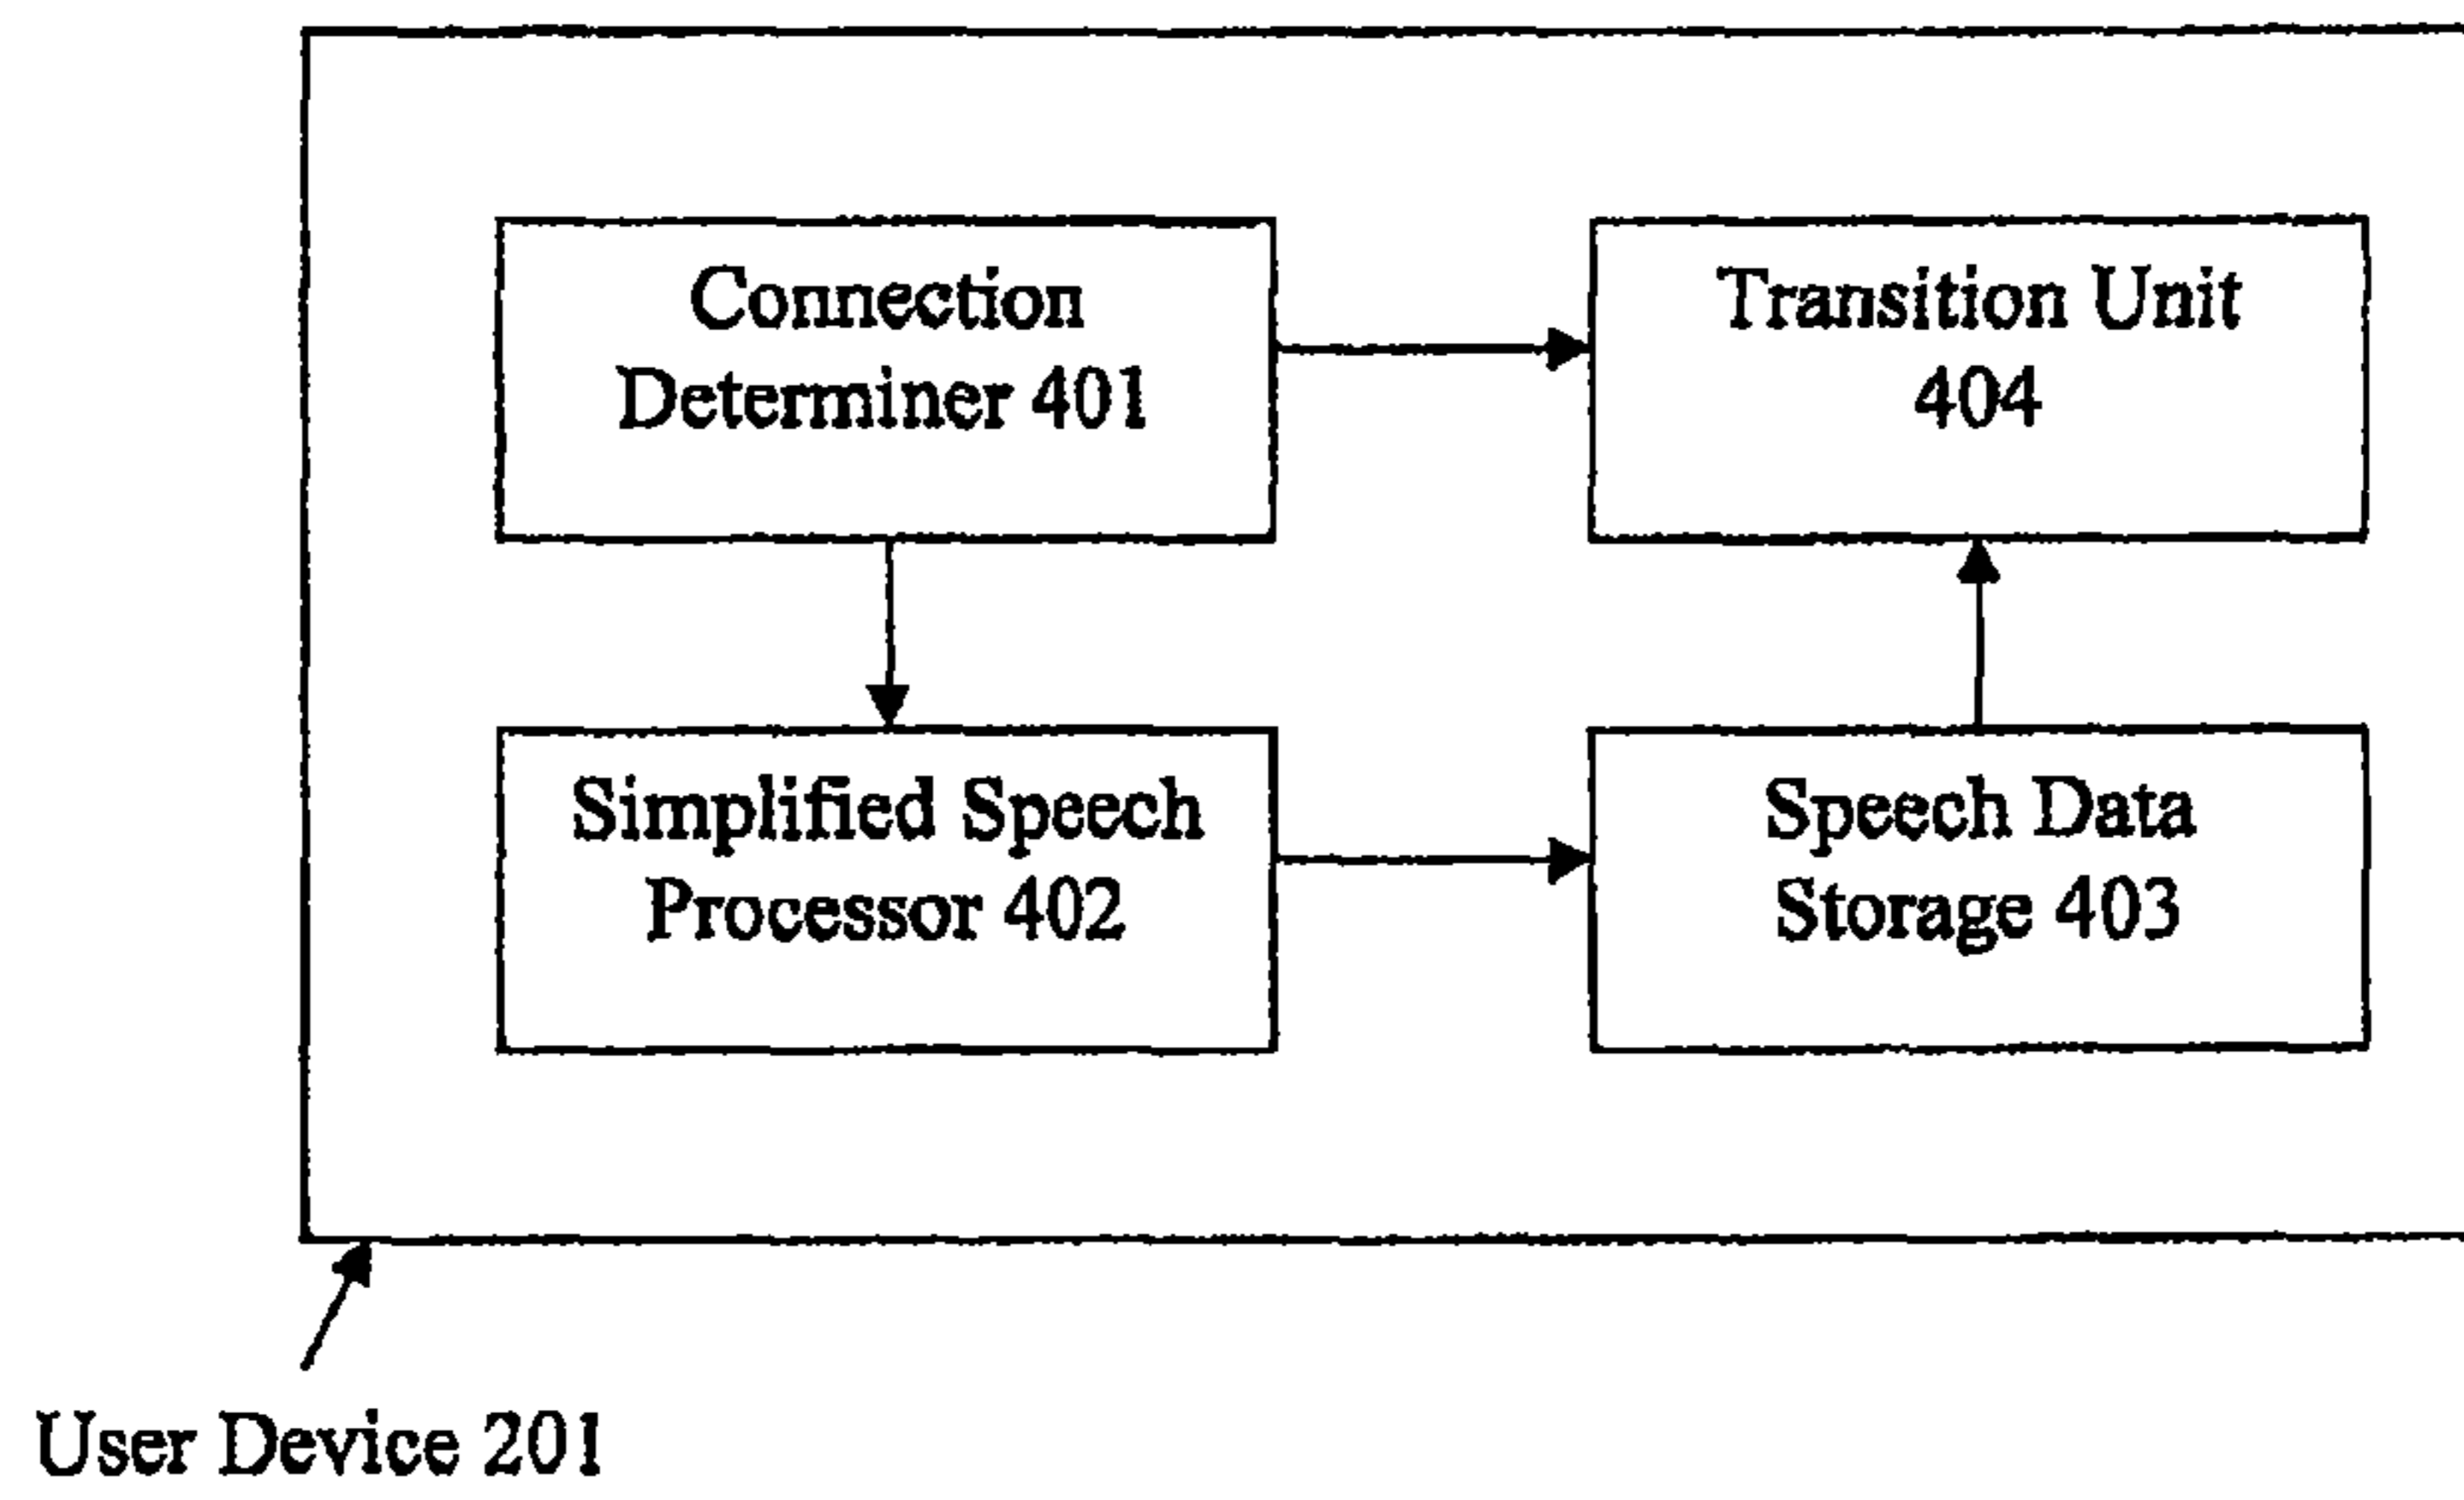 Connection
Determiner 401
Transition Unit
404
Simplified Speech
Processor 402
Speech Data
Storage 403
User Device 201